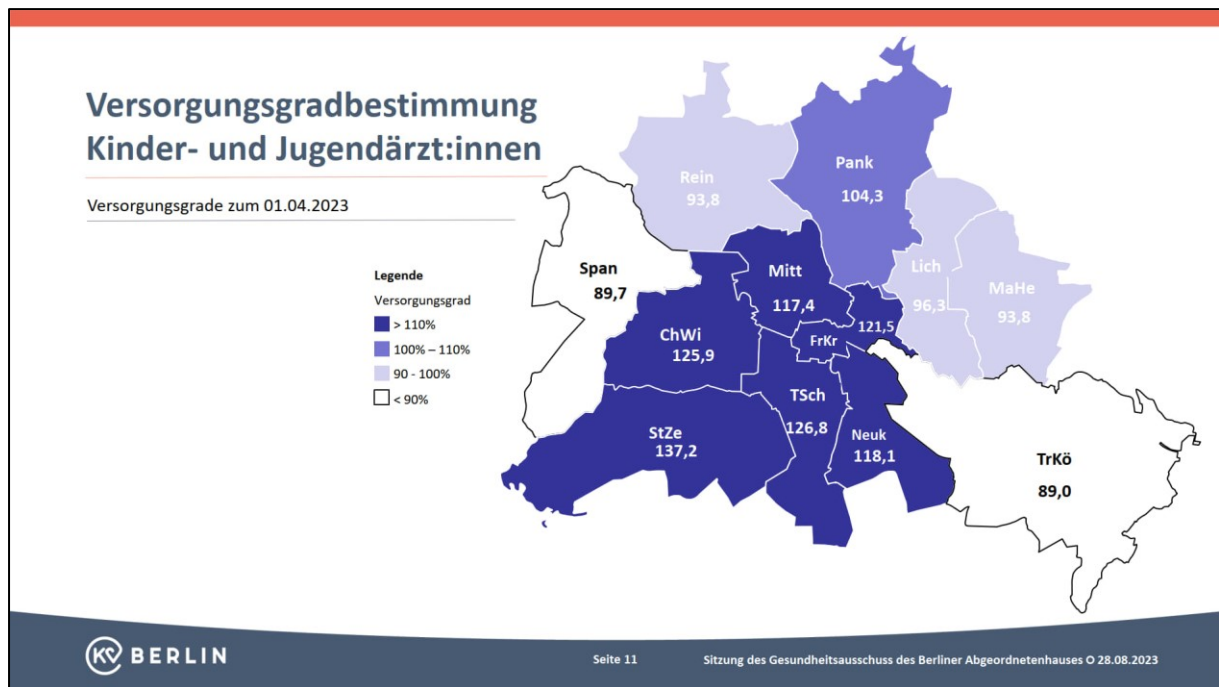 Versorgungsgradbestimmung
Kinder- und Jugendärzt:innen
Versorgungsgrade zum 01.04.2023
Legende
Versorgungsgrad
> 110%
100% – 110%
90 - 100%
< 90%
Rein
93,8
Pank
104,3
Span
89,7
Mitt
117,4
Lich
96,3
MaHe
93,8
ChWi
125,9
FrKr
121,5
TSch
126,8
StZe
137,2
Neuk
118,1
TrKö
89,0
KV BERLIN
Seite 11
Sitzung des Gesundheitsausschuss des Berliner Abgeordnetenhauses O 28.08.2023